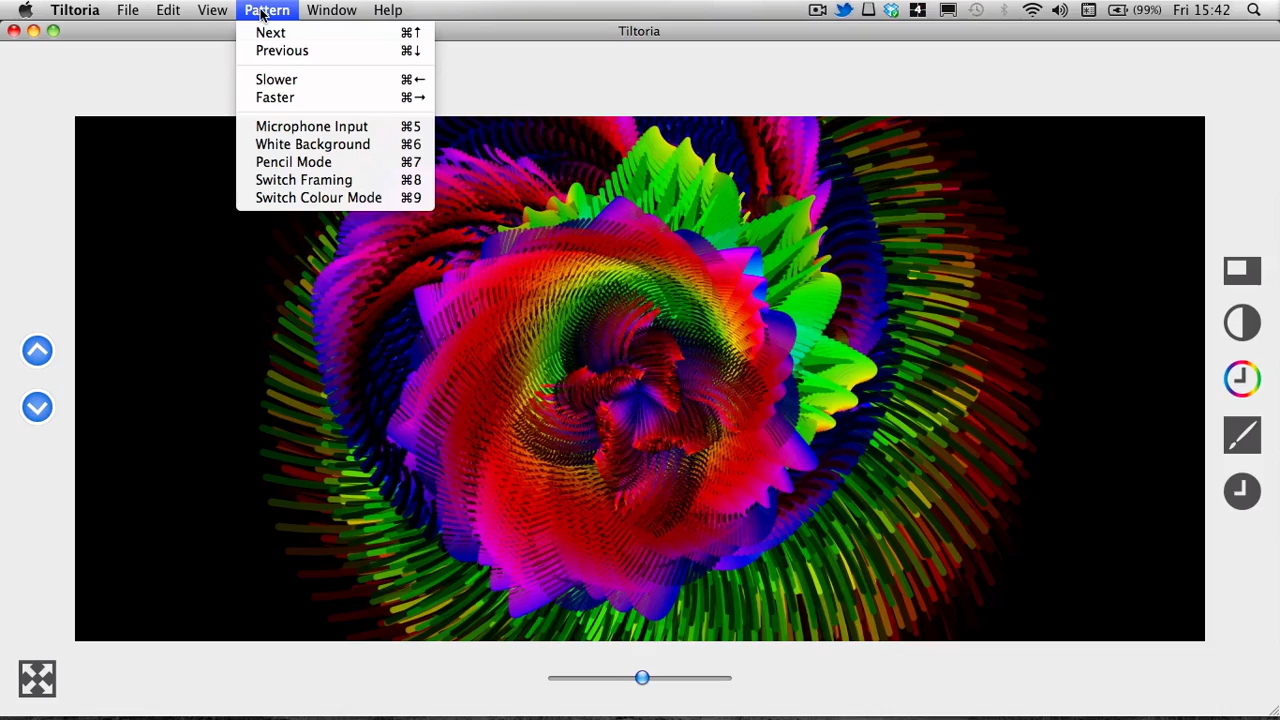 Tiltoria File Edit View Pattern Window Help 4 (99%) Fri 15:42
Tiltoria
Next ⌘↑
Previous ⌘↓
Slower ⌘←
Faster ⌘→
Microphone Input ⌘5
White Background ⌘6
Pencil Mode ⌘7
Switch Framing ⌘8
Switch Colour Mode ⌘9